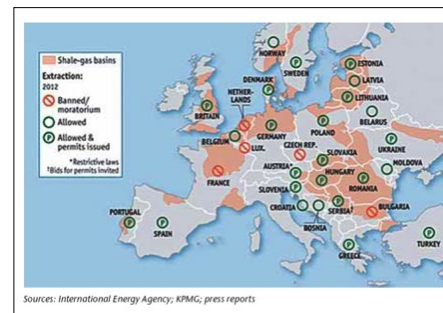 Shale-gas basins
Extraction:
2012
Banned/
moratorium
Allowed
P Allowed &
permits issued
*Restrictive laws
†Bids for permits invited
NORWAY
SWEDEN
ESTONIA
LATVIA
LITHUANIA
DENMARK
NETHER-
LANDS
BRITAIN
BELARUS
BELGIUM
GERMANY
POLAND
LUX.
CZECH REP.
UKRAINE
SLOVAKIA
MOLDOVA
FRANCE
AUSTRIA*
HUNGARY
SLOVENIA
ROMANIA
CROATIA
SERBIA
BOSNIA
BULGARIA
PORTUGAL
SPAIN
GREECE
TURKEY
Sources: International Energy Agency; KPMG; press reports